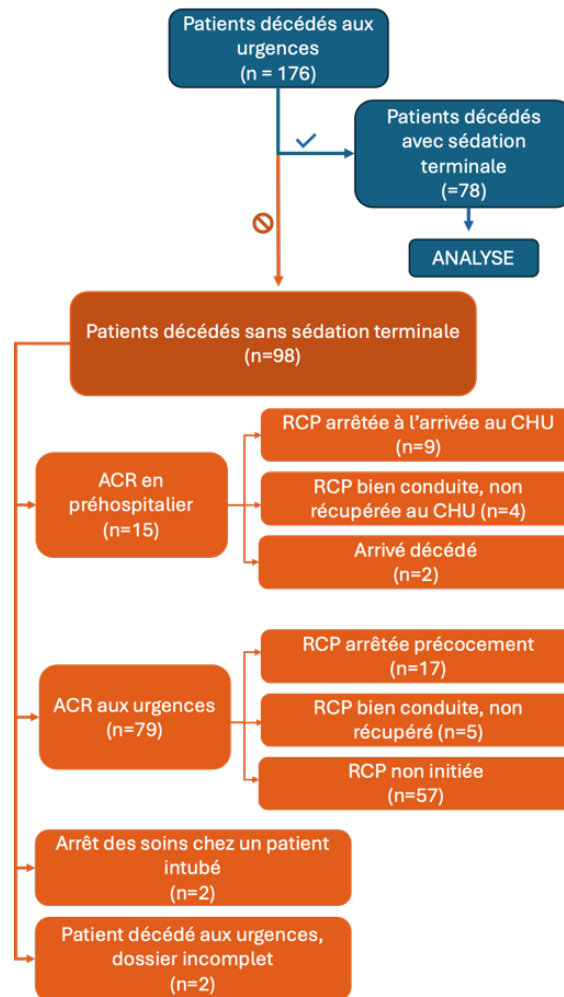 Patients décédés aux
urgences
(n = 176)
Patients décédés
avec sédation
terminale
(=78)
ANALYSE
Patients décédés sans sédation terminale
(n=98)
ACR en
préhospitalier
(n=15)
RCP arrêtée à l'arrivée au CHU
(n=9)
RCP bien conduite, non
récupérée au CHU (n=4)
Arrivé décédé
(n=2)
ACR aux urgences
(n=79)
RCP arrêtée précocement
(n=17)
RCP bien conduite, non
récupéré (n=5)
RCP non initiée
(n=57)
Arrêt des soins chez un patient
intubé
(n=2)
Patient décédé aux urgences,
dossier incomplet
(n=2)